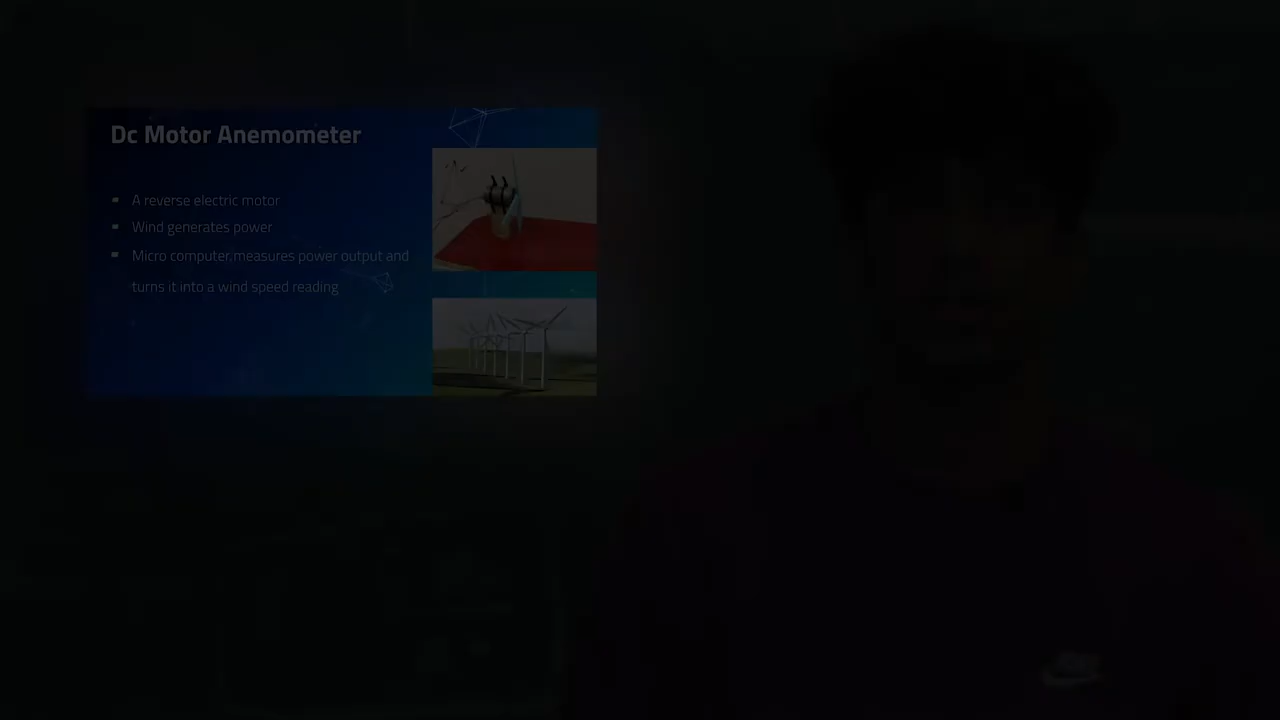 Dc Motor Anemometer
A reverse electric motor
Wind generates power
Micro computer measures power output and
turns it into a wind speed reading